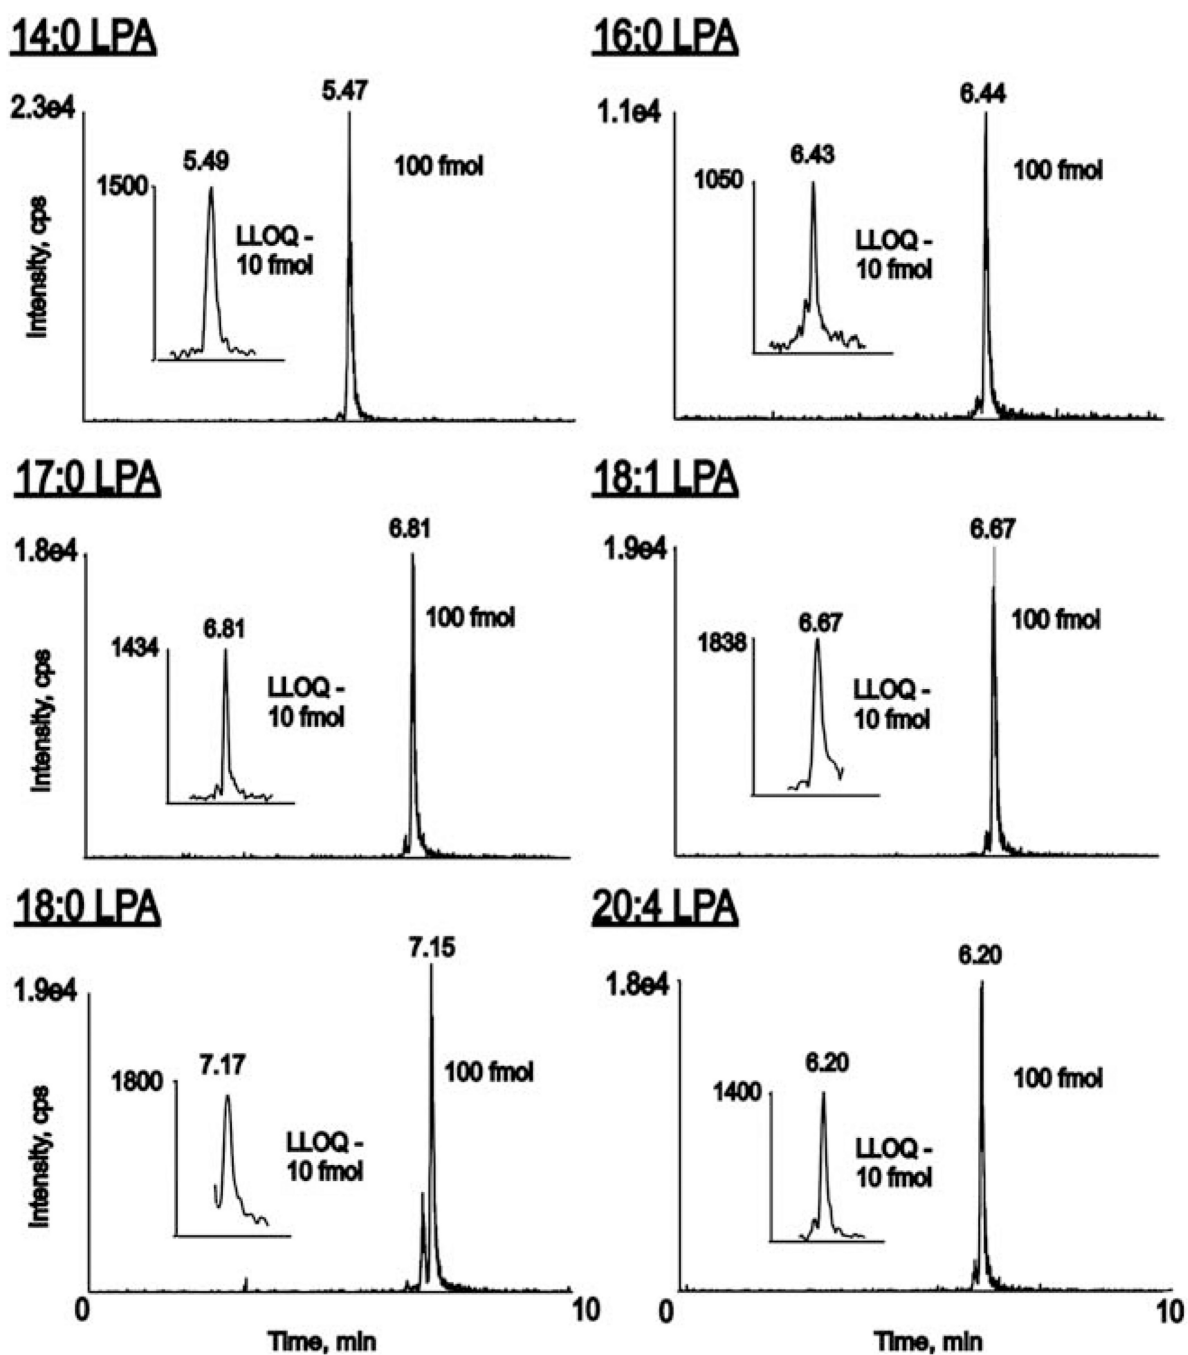 14:0 LPA
5.47
2.3e4
100 fmol
5.49
1500
LLOQ -
10 fmol
Intensity, cps
16:0 LPA
6.44
1.1e4
100 fmol
6.43
1050
LLOQ -
10 fmol
17:0 LPA
6.81
1.8e4
100 fmol
6.81
1434
LLOQ -
10 fmol
Intensity, cps
18:1 LPA
6.67
1.9e4
100 fmol
6.67
1838
LLOQ -
10 fmol
18:0 LPA
7.15
1.9e4
100 fmol
7.17
1800
LLOQ -
10 fmol
Intensity, cps
0
10
Time, min
20:4 LPA
6.20
1.8e4
100 fmol
6.20
1400
LLOQ -
10 fmol
0
10
Time, min